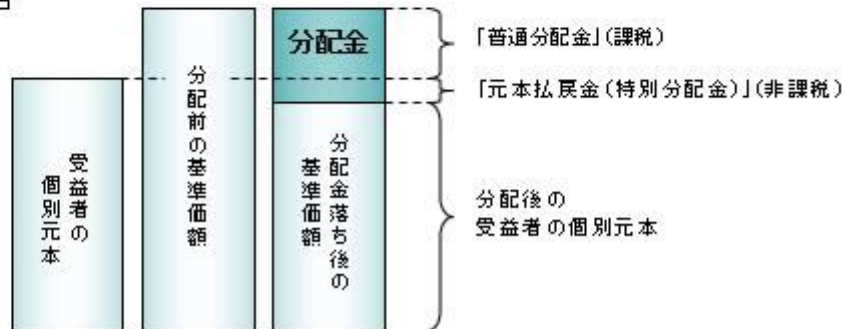 分配金
「普通分配金」(課税)
「元本払戻金(特別分配金)」(非課税)
受益者の
個別元本
分配前の基準価額
分配金落ち後の
基準価額
分配後の
受益者の個別元本